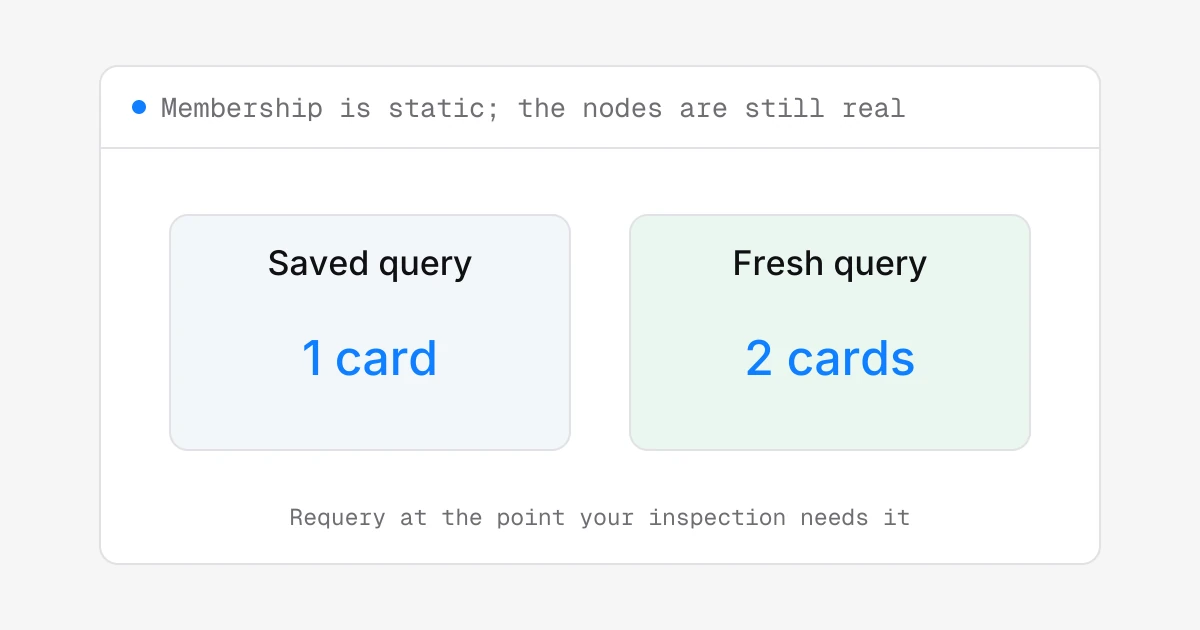 Membership is static; the nodes are still real
Saved query
1 card
Fresh query
2 cards
Requery at the point your inspection needs it